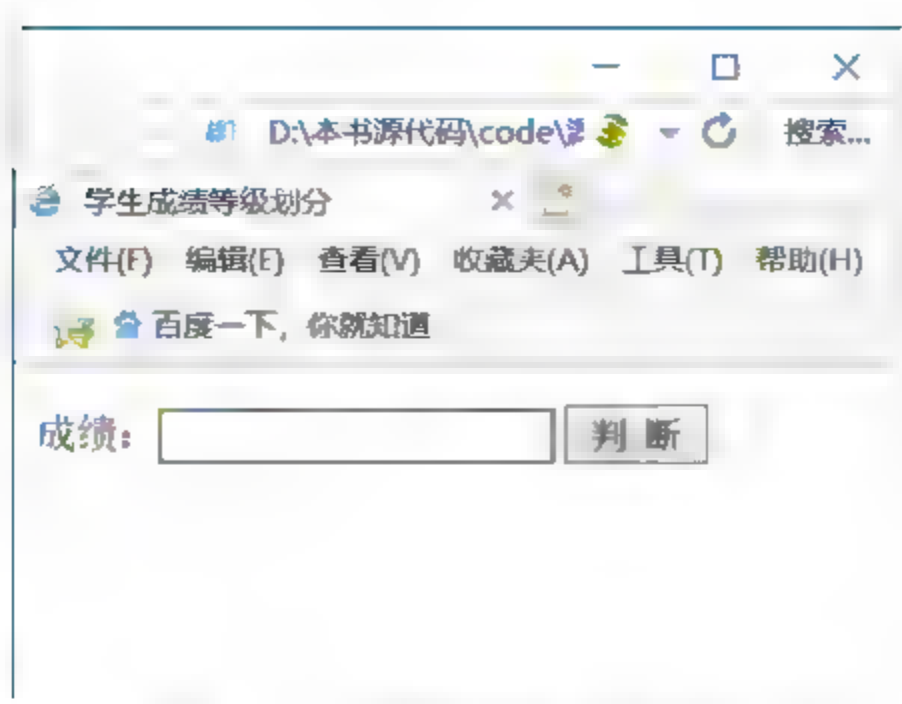 D:\本书源代码\code\ 搜索...
学生成绩等级划分
文件(F) 编辑(E) 查看(V) 收藏夹(A) 工具(T) 帮助(H)
百度一下，你就知道
成绩： 判 断